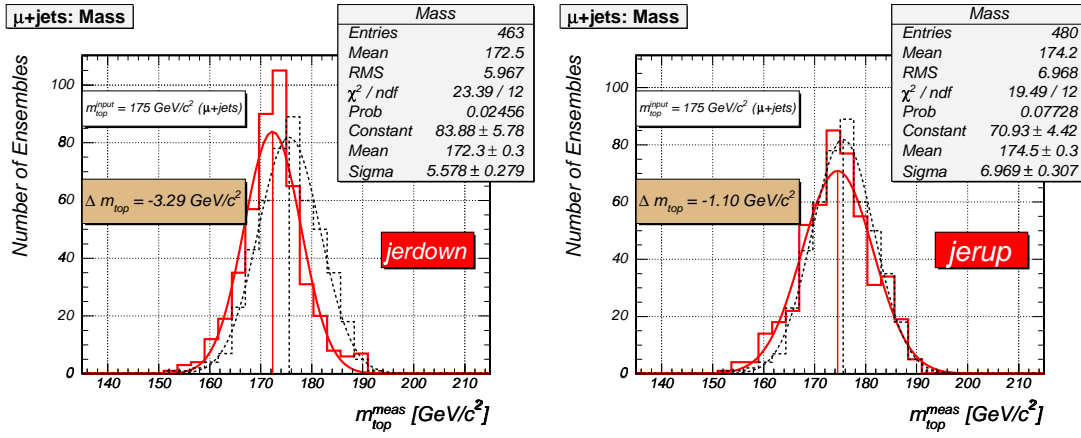 μ+jets: Mass
Mass
Entries 463
Mean 172.5
RMS 5.967
χ² / ndf 23.39 / 12
Prob 0.02456
Constant 83.88 ± 5.78
Mean 172.3 ± 0.3
Sigma 5.578 ± 0.279
m_top^input = 175 GeV/c² (μ+jets)
Δ m_top = -3.29 GeV/c²
jerdown
Number of Ensembles
100
80
60
40
20
0
140 150 160 170 180 190 200 210
m_top^meas [GeV/c²]
μ+jets: Mass
Mass
Entries 480
Mean 174.2
RMS 6.968
χ² / ndf 19.49 / 12
Prob 0.07728
Constant 70.93 ± 4.42
Mean 174.5 ± 0.3
Sigma 6.969 ± 0.307
m_top^input = 175 GeV/c² (μ+jets)
Δ m_top = -1.10 GeV/c²
jerup
Number of Ensembles
100
80
60
40
20
0
140 150 160 170 180 190 200 210
m_top^meas [GeV/c²]